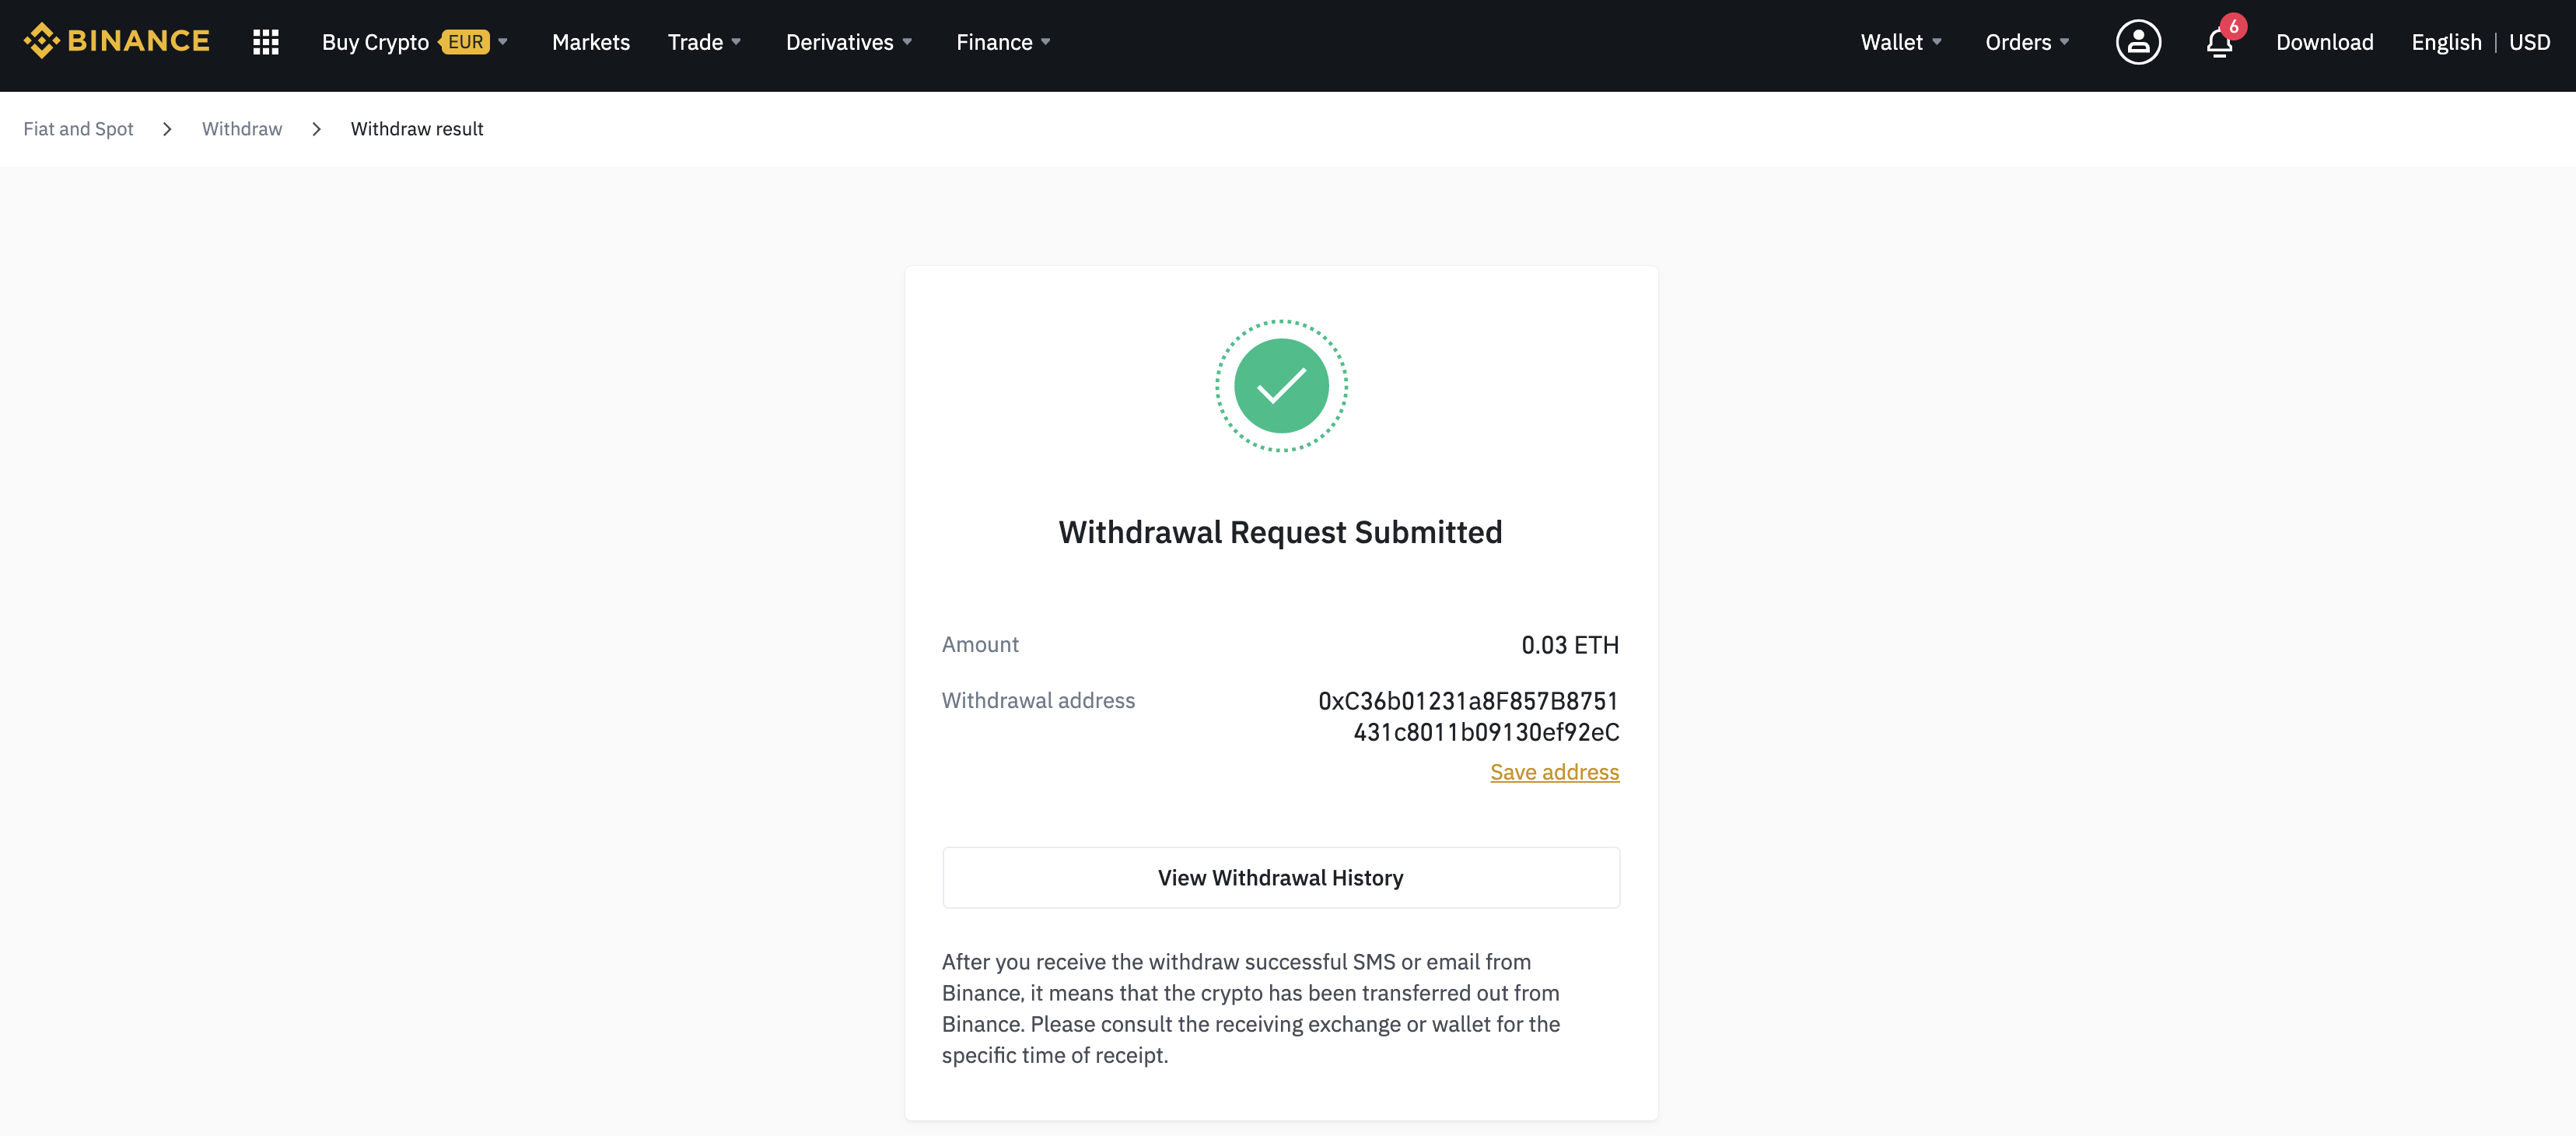 BINANCE Buy Crypto EUR Markets Trade Derivatives Finance Wallet Orders 6 Download English | USD
Fiat and Spot > Withdraw > Withdraw result
Withdrawal Request Submitted
Amount 0.03 ETH
Withdrawal address 0xC36b01231a8F857B8751
431c8011b09130ef92eC
Save address
View Withdrawal History
After you receive the withdraw successful SMS or email from
Binance, it means that the crypto has been transferred out from
Binance. Please consult the receiving exchange or wallet for the
specific time of receipt.